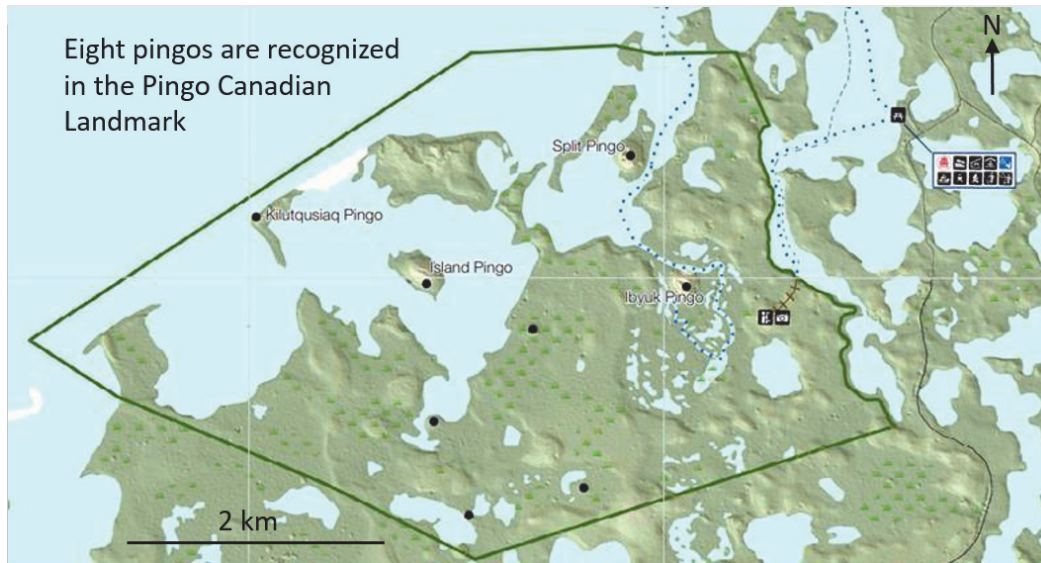 Eight pingos are recognized
in the Pingo Canadian
Landmark
N
Split Pingo
Kilutqusiaq Pingo
Island Pingo
Ibyuk Pingo
2 km